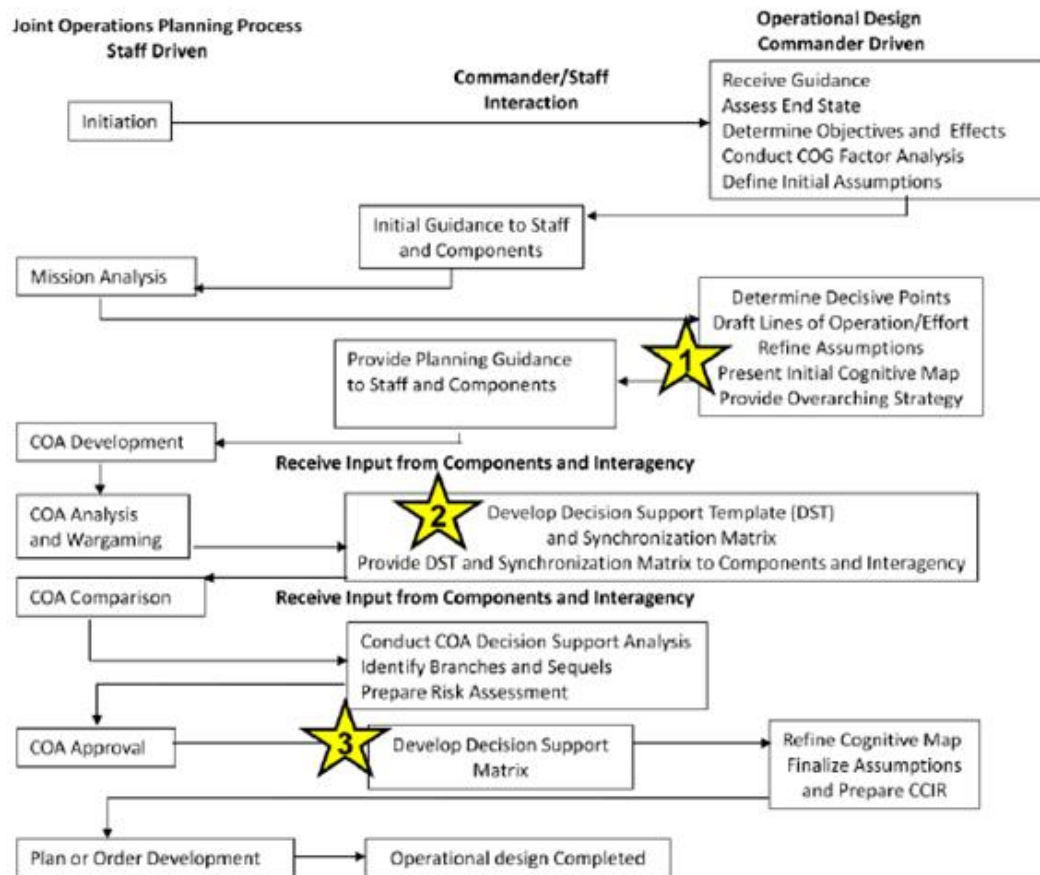 Joint Operations Planning Process
Staff Driven
Operational Design
Commander Driven
Commander/Staff
Interaction
Initiation
Receive Guidance
Assess End State
Determine Objectives and Effects
Conduct COG Factor Analysis
Define Initial Assumptions
Initial Guidance to Staff
and Components
Mission Analysis
Determine Decisive Points
Draft Lines of Operation/Effort
Refine Assumptions
Present Initial Cognitive Map
Provide Overarching Strategy
1
Provide Planning Guidance
to Staff and Components
COA Development
Receive Input from Components and Interagency
COA Analysis
and Wargaming
2
Develop Decision Support Template (DST)
and Synchronization Matrix
Provide DST and Synchronization Matrix to Components and Interagency
COA Comparison
Receive Input from Components and Interagency
Conduct COA Decision Support Analysis
Identify Branches and Sequels
Prepare Risk Assessment
COA Approval
3
Develop Decision Support
Matrix
Refine Cognitive Map
Finalize Assumptions
and Prepare CCIR
Plan or Order Development
Operational design Completed